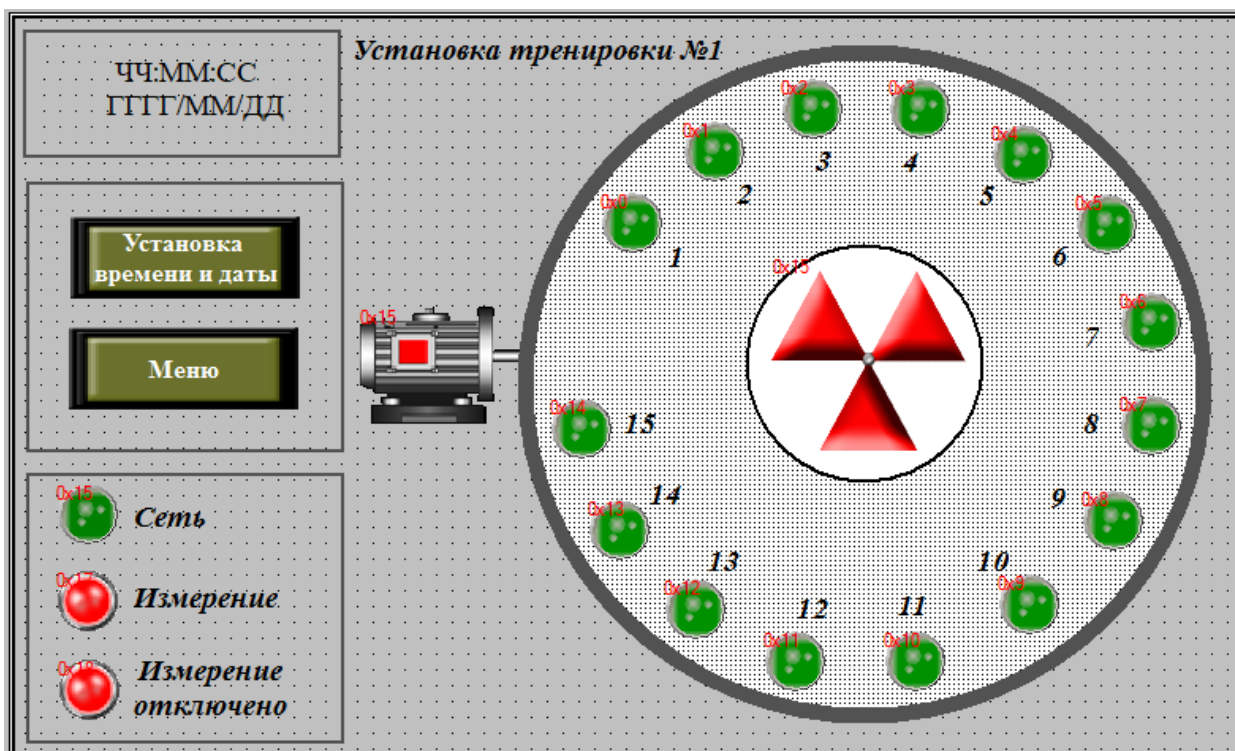 Установка тренировки №1
ЧЧ:ММ:СС
ГГГГ/ММ/ДД
Установка
времени и даты
Меню
0x15
Сеть
0x17
Измерение
0x18
Измерение
отключено
0x15
0x0
1
0x1
2
0x2
3
0x3
4
0x4
5
0x5
6
0x6
7
0x7
8
0x8
9
0x9
10
0x10
11
0x11
12
0x12
13
0x13
14
0x14
15
0x15